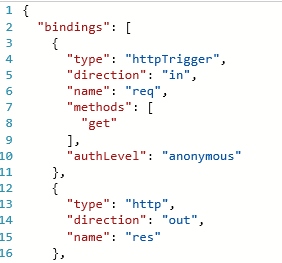 1 {
2 "bindings": [
3 {
4 "type": "httpTrigger",
5 "direction": "in",
6 "name": "req",
7 "methods": [
8 "get"
9 ],
10 "authLevel": "anonymous"
11 },
12 {
13 "type": "http",
14 "direction": "out",
15 "name": "res"
16 },